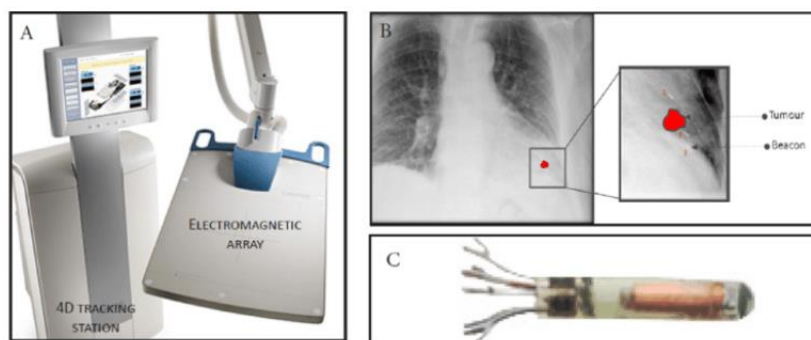 A
ELECTROMAGNETIC
ARRAY
4D TRACKING
STATION
B
Tumour
Beacon
C